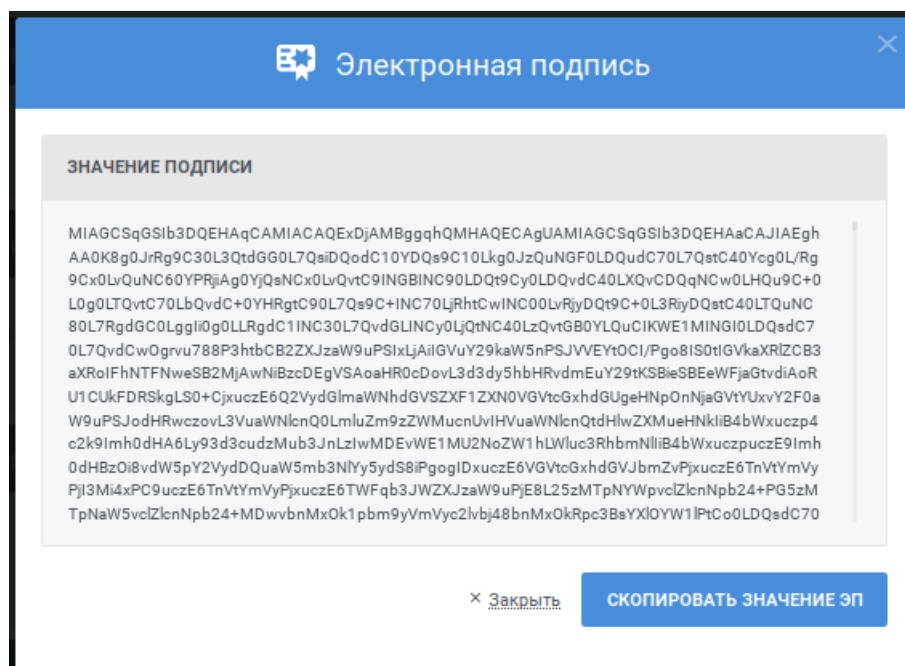 Электронная подпись
ЗНАЧЕНИЕ ПОДПИСИ
MIAGCSqGSIb3DQEHAqCAMIACAQExDjAMBggqhQMHAQECAgUAMIAGCSqGSIb3DQEHAaCAJIAEgh
AA0K8g0JrRg9C30L3QtdGG0L7QsiDQodC10YDQs9C10Lkg0JzQuNGF0LDQudC70L7QstC40Ycg0L/Rg
9Cx0LvQuNC60YPRjiAg0YjQsNCx0LvQvtC9INGBINC90LDQt9Cy0LDQvdC40LXQvCDQqNCw0LHQu9C+0
L0g0LTQvtC70LbQvdC+0YHRgtC90L7Qs9C+INC70LjRhtCwINC00LvRjyDQt9C+0L3RiyDQstC40LTQuNC
80L7RgdGC0LggIi0g0LLRgdC1INC30L7QvdGLINCy0LjQtNC40LzQvtGB0YLQuCIKWE1MINGI0LDQsdC7
0L7QvdCwOgrvu788P3htbCB2ZXJzaW9uPSIxLjAiIGVuY29kaW5nPSJVVEYtOCI/Pgo8IS0tIGVkaXRlZCB3
aXRoIFhNTFNweSB2MjAwNiBzcDEgVSAoaHR0cDovL3d3dy5hbHRvdmEuY29tKSBieSBEeWFjaGtvdiAoR
U1CUkFDRSkgLS0+CjxuczE6Q2VydGlmaWNhdGVSZXF1ZXN0VGVtcGxhdGUgeHNpOnNjaGVtYUxvY2F0a
W9uPSJodHRwczovL3VuaWNlcnQ0LmluZm9zZWMucnUvIHVuaWNlcnQtdHlwZXMueHNkIiB4bWxuczp4
c2k9Imh0dHA6Ly93d3cudzMub3JnLzIwMDEvWE1MU2NoZW1hLWluc3RhbmNlIiB4bWxuczpuczE9Imh
0dHBzOi8vdW5pY2VydDQuaW5mb3NlYy5ydS8iPgogIDxuczE6VGVtcGxhdGVJbmZvPjxuczE6TnVtYmVy
PjI3Mi4xPC9uczE6TnVtYmVyPjxuczE6TWFqb3JWZXJzaW9uPjE8L25zMTpNYWpvclZlcnNpb24+PG5zM
TpNaW5vclZlcnNpb24+MDwvbnMxOk1pbm9yVmVyc2lvbj48bnMxOkRpc3BsYXlOYW1lPtCo0LDQsdC70
Закрыть
СКОПИРОВАТЬ ЗНАЧЕНИЕ ЭП